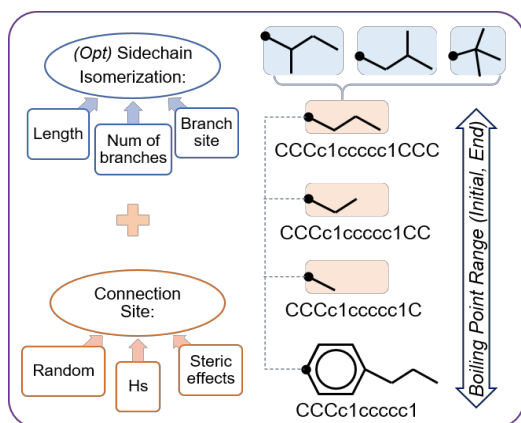 (Opt) Sidechain
Isomerization:
Length
Num of
branches
Branch
site
Connection
Site:
Random
Hs
Steric
effects
CCCc1ccccc1CCC
CCCc1ccccc1CC
CCCc1ccccc1C
CCCc1ccccc1
Boiling Point Range (Initial, End)